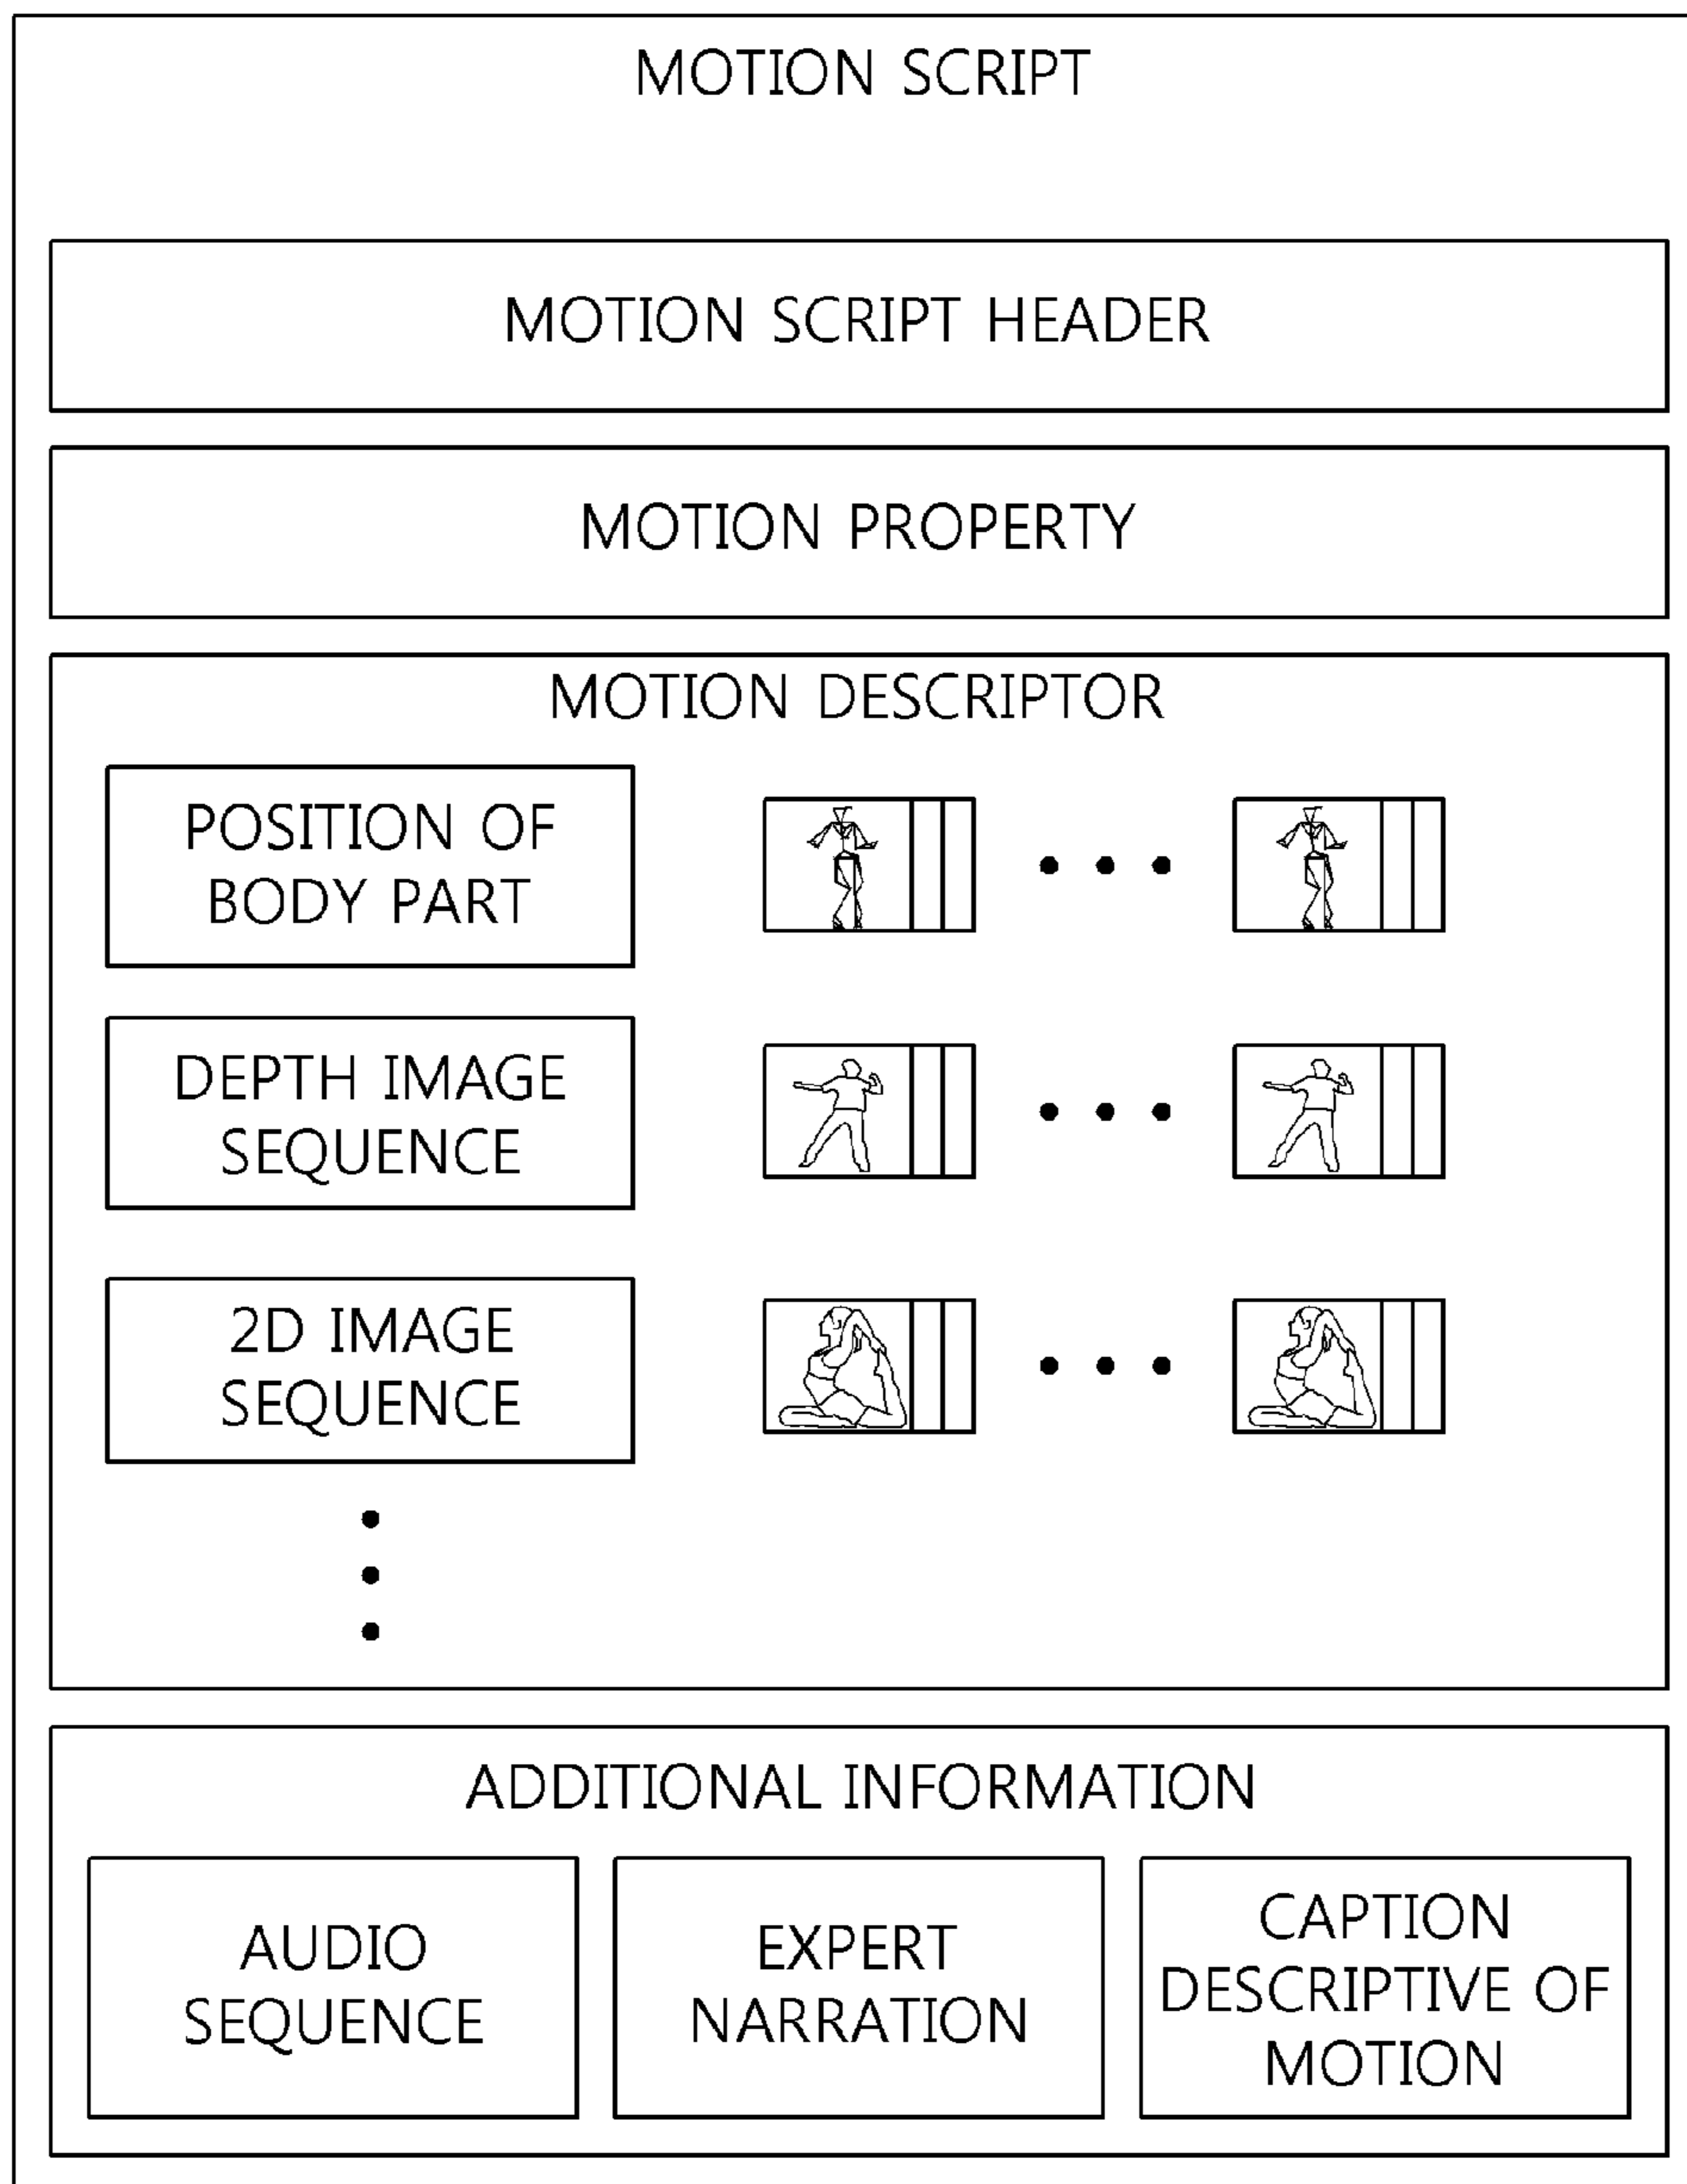 MOTION SCRIPT
MOTION SCRIPT HEADER
MOTION PROPERTY
MOTION DESCRIPTOR
POSITION OF
BODY PART
DEPTH IMAGE
SEQUENCE
2D IMAGE
SEQUENCE
ADDITIONAL INFORMATION
AUDIO
SEQUENCE
EXPERT
NARRATION
CAPTION
DESCRIPTIVE OF
MOTION